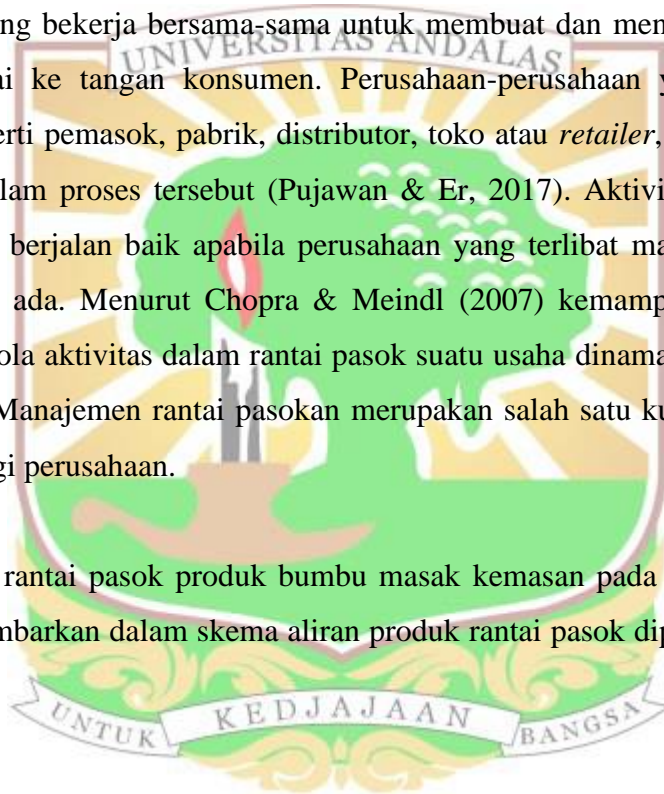 ng bekerja bersama-sama untuk membuat dan men
UNIVERSITAS ANDALAS
ai ke tangan konsumen. Perusahaan-perusahaan y
erti pemasok, pabrik, distributor, toko atau retailer,
lam proses tersebut (Pujawan & Er, 2017). Aktivi
berjalan baik apabila perusahaan yang terlibat ma
ada. Menurut Chopra & Meindl (2007) kemamp
ola aktivitas dalam rantai pasok suatu usaha dinama
Manajemen rantai pasokan merupakan salah satu ku
gi perusahaan.
rantai pasok produk bumbu masak kemasan pada
mbarkan dalam skema aliran produk rantai pasok dip
UNTUK KEDJAJAAN BANGSA